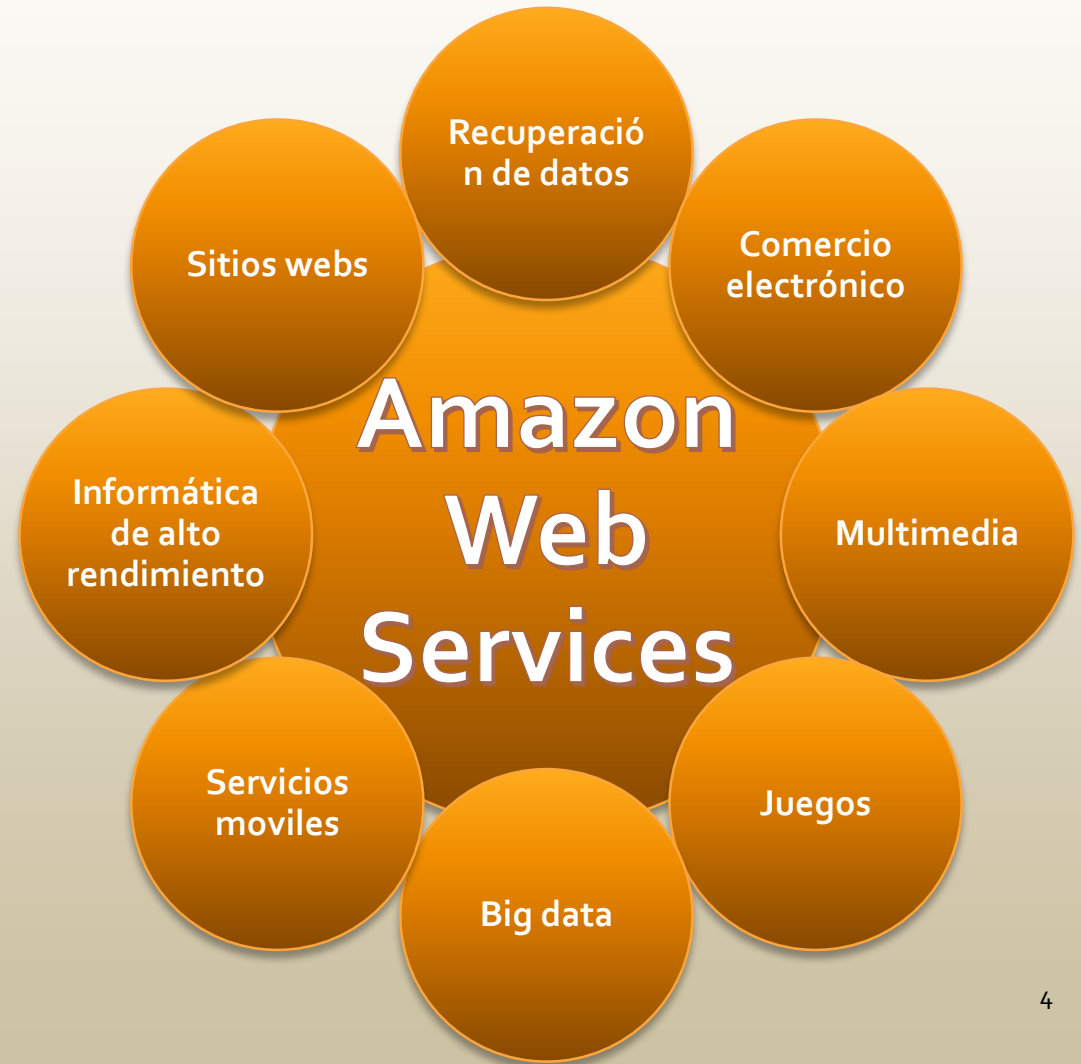 Recuperació
n de datos
Comercio
electrónico
Multimedia
Juegos
Big data
Servicios
moviles
Informática
de alto
rendimiento
Sitios webs
Amazon
Web
Services
4